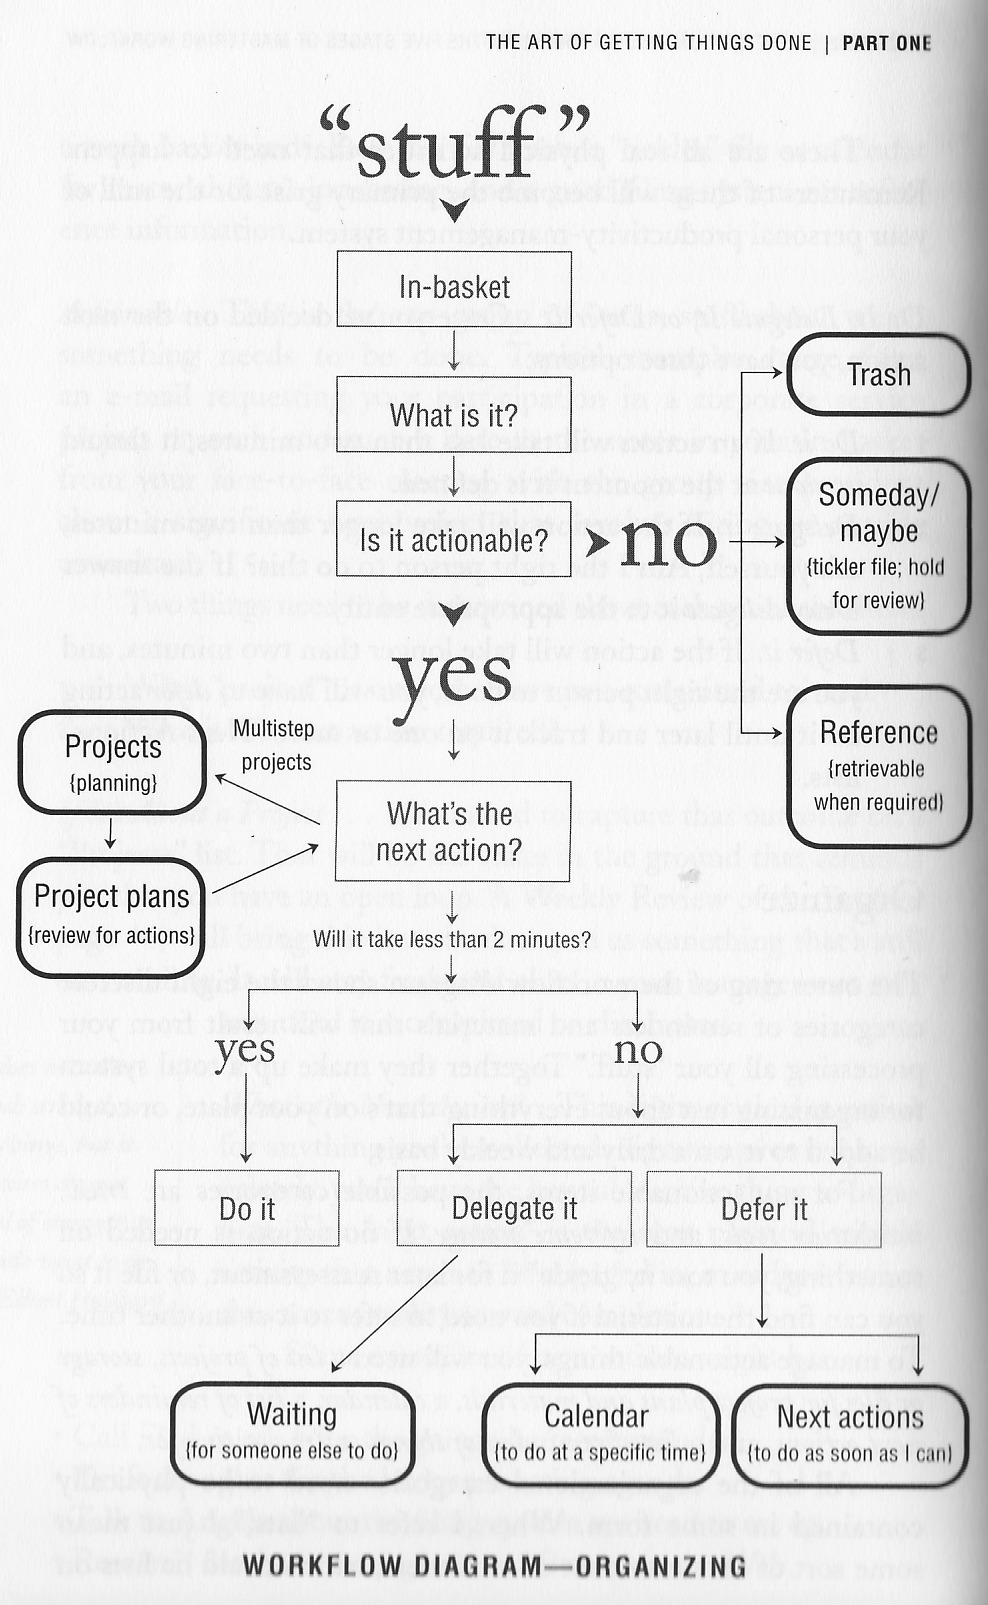 THE ART OF GETTING THINGS DONE | PART ONE
“stuff”
In-basket
What is it?
Is it actionable?
no
Trash
Someday/
maybe
{tickler file; hold
for review}
Reference
{retrievable
when required}
yes
Multistep
projects
Projects
{planning}
Project plans
{review for actions}
What's the
next action?
Will it take less than 2 minutes?
yes
no
Do it
Delegate it
Defer it
Waiting
{for someone else to do}
Calendar
{to do at a specific time}
Next actions
{to do as soon as I can}
WORKFLOW DIAGRAM—ORGANIZING